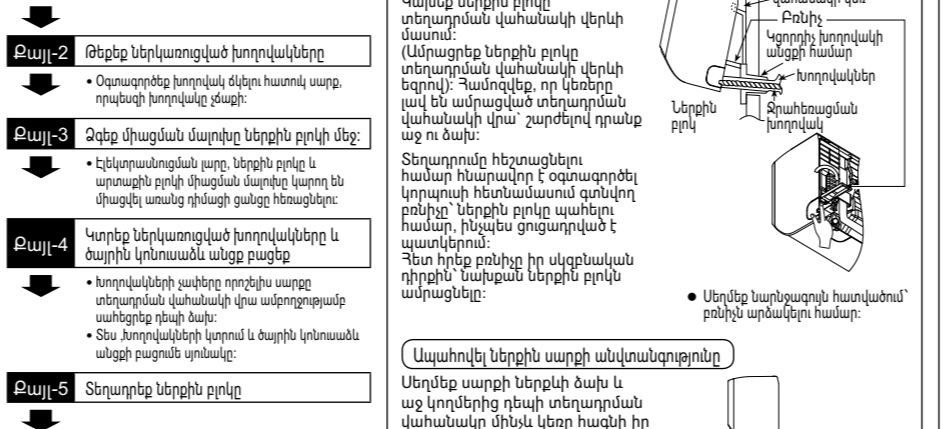 Քայլ-2 Թեքեք ներկառուցված խողովակները
• Օգտագործեք խողովակ ճկելու հատուկ սարք,
որպեսզի խողովակը չճաքի:
Քայլ-3 Ձգեք միացման մալուխը ներքին բլոկի մեջ:
• Էլեկտրասնուցման լարը, ներքին բլոկը և
արտաքին բլոկի միացման մալուխը կարող են
միացվել առանց դիմացի ցանցը հեռացնելու:
Քայլ-4 Կտրեք ներկառուցված խողովակները և
ծայրին կոնուսաձև անցք բացեք
• Խողովակների չափերը որոշելիս սարքը
տեղադրման վահանակի վրա ամբողջությամբ
սահեցրեք դեպի ձախ:
• Տես ‚Խողովակների կտրում և ծայրին կոնուսաձև
անցքի բացումե սյունակը:
Քայլ-5 Տեղադրեք ներքին բլոկը
Կախեք ներքին բլոկը
տեղադրման վահանակի վերևի
մասում:
(Ամրացրեք ներքին բլոկը
տեղադրման վահանակի վերևի
եզրով): Համոզվեք, որ կեռերը
լավ են ամրացված տեղադրման
վահանակի վրա` շարժելով դրանք
աջ ու ձախ:
Տեղադրումը հեշտացնելու
համար հնարավոր է օգտագործել
կորպուսի հետնամասում գտնվող
բռնիչը` ներքին բլոկը պահելու
համար, ինչպես ցուցադրված է
պատկերում:
Հետ հրեք բռնիչը իր սկզբնական
դիրքին` նախքան ներքին բլոկն
ամրացնելը:
վահանակի կեռ
Բռնիչ
Կցորդիչ խողովակի
անցքի համար
Խողովակներ
Ներքին
բլոկ
Ջրահեռացման
խողովակ
● Սեղմեք նարնջագույն հատվածում`
բռնիչն արձակելու համար:
Ապահովել ներքին սարքի անվտանգությունը
Սեղմեք սարքի ներքևի ձախ և
աջ կողմերից դեպի տեղադրման
վահանակը մինչև կեռը հագնի իր